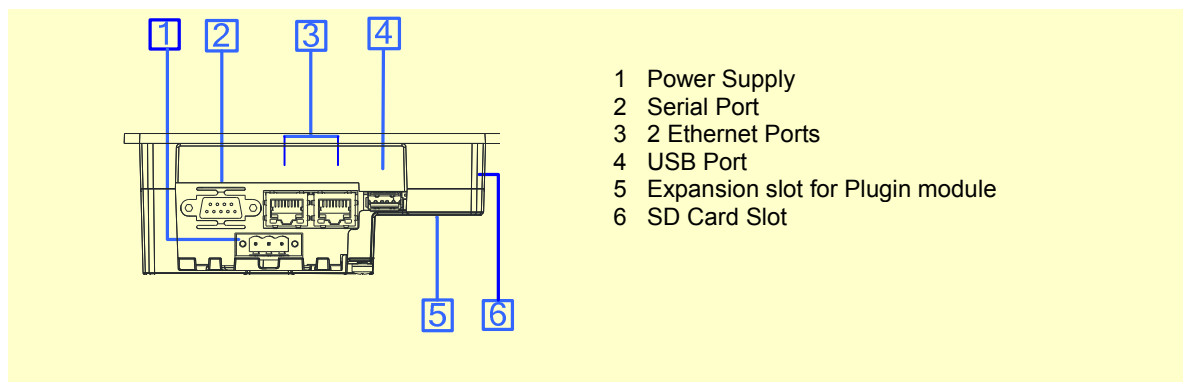 1 2 3 4
1 Power Supply
2 Serial Port
3 2 Ethernet Ports
4 USB Port
5 Expansion slot for Plugin module
6 SD Card Slot
5 6